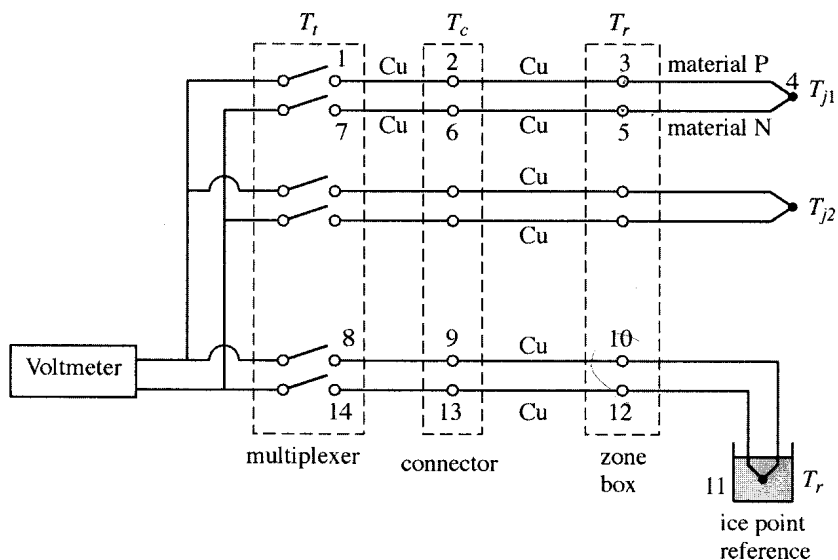 T_t T_c T_r
1 Cu 2 Cu 3 material P 4 T_j1
7 Cu 6 Cu 5 material N
Cu
Cu
T_j2
8 9 Cu 10
Voltmeter
14 13 Cu 12
multiplexer connector zone box
11 T_r
ice point
reference